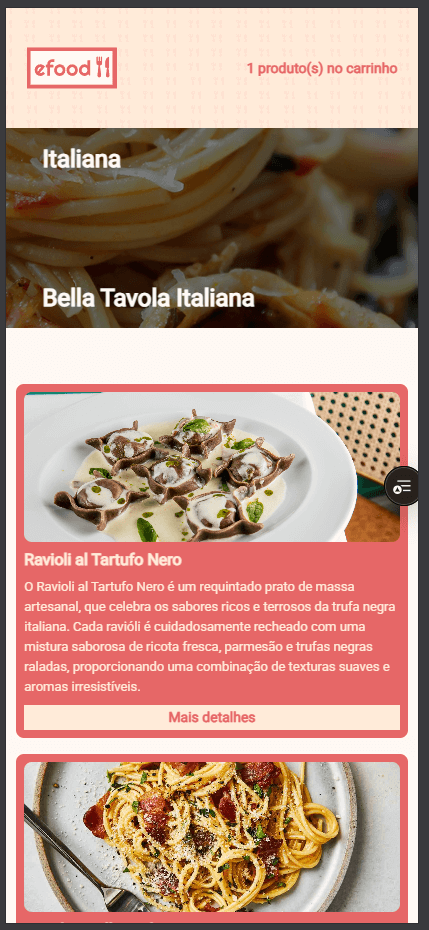 efood
1 produto(s) no carrinho
Italiana
Bella Tavola Italiana
Ravioli al Tartufo Nero
O Ravioli al Tartufo Nero é um requintado prato de massa
artesanal, que celebra os sabores ricos e terrosos da trufa negra
italiana. Cada ravióli é cuidadosamente recheado com uma
mistura saborosa de ricota fresca, parmesão e trufas negras
raladas, proporcionando uma combinação de texturas suaves e
aromas irresistíveis.
Mais detalhes